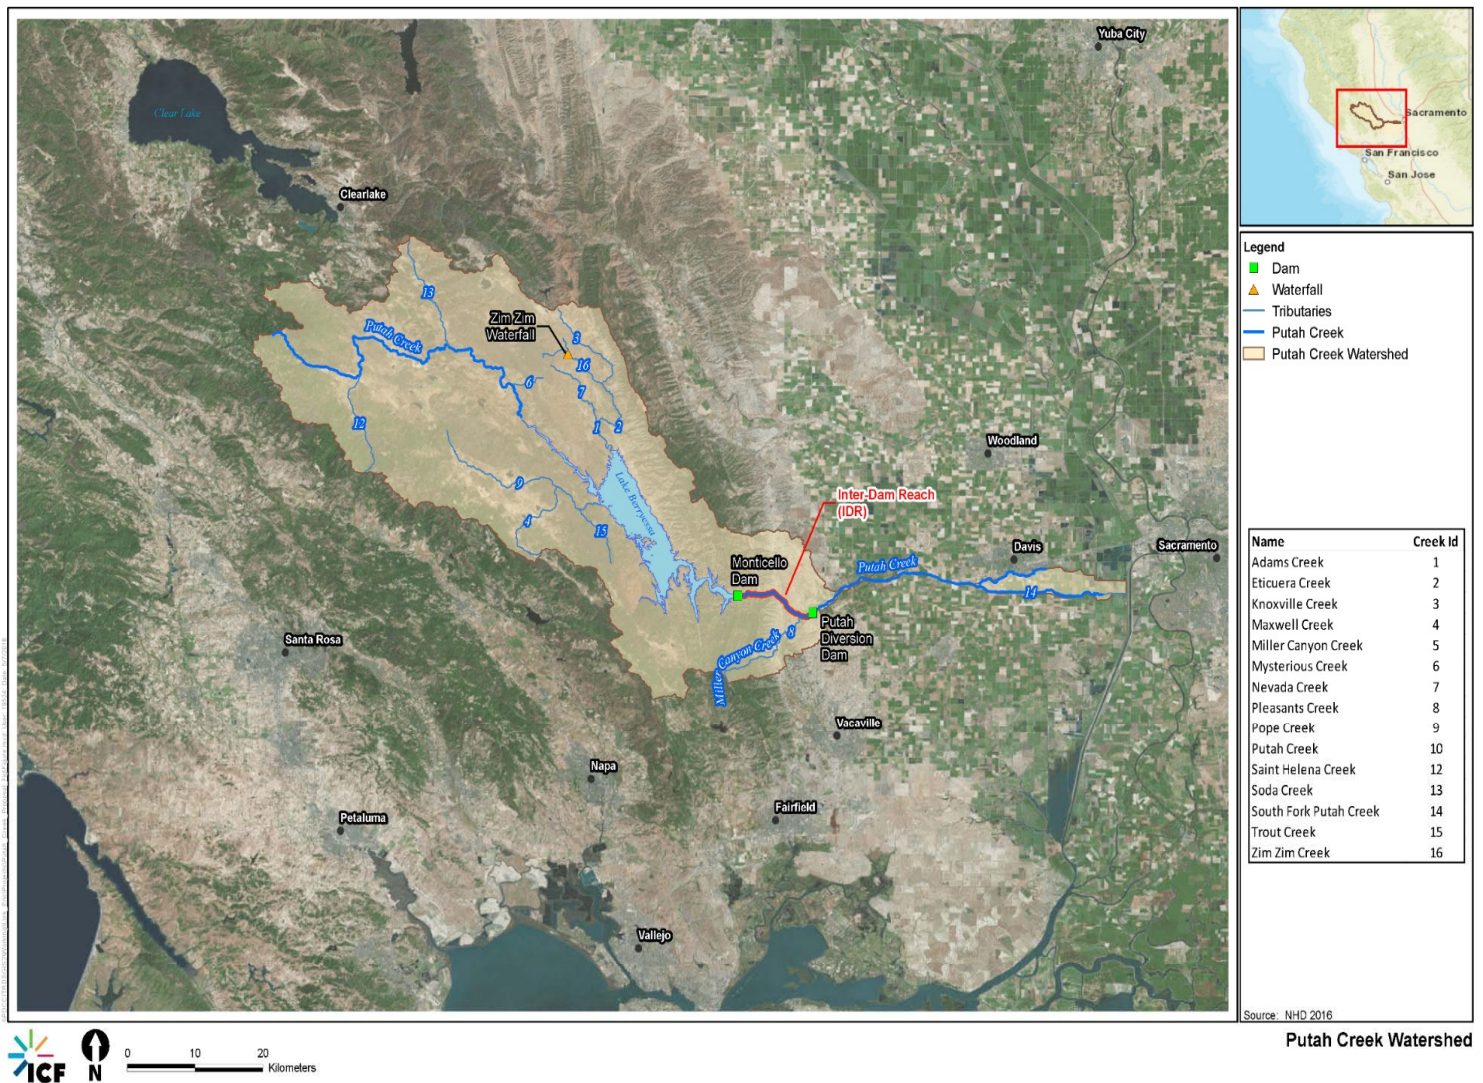 Yuba City
Clear Lake
Clearlake
13
Zim Zim
Waterfall
3
Putah Creek
16
6
7
12
1
2
Woodland
9
Lake Berryessa
Inter-Dam Reach
(IDR)
4
15
Davis
Sacramento
Monticello
Dam
Putah Creek
14
Putah
Diversion
Dam
8
Miller Canyon Creek
Santa Rosa
Vacaville
Napa
Fairfield
Petaluma
Vallejo
Sacramento
San Francisco
San Jose
Legend
Dam
Waterfall
Tributaries
Putah Creek
Putah Creek Watershed
Name Creek Id
Adams Creek 1
Eticuera Creek 2
Knoxville Creek 3
Maxwell Creek 4
Miller Canyon Creek 5
Mysterious Creek 6
Nevada Creek 7
Pleasants Creek 8
Pope Creek 9
Putah Creek 10
Saint Helena Creek 12
Soda Creek 13
South Fork Putah Creek 14
Trout Creek 15
Zim Zim Creek 16
Source: NHD 2016
Putah Creek Watershed
ICF
N
0 10 20
Kilometers